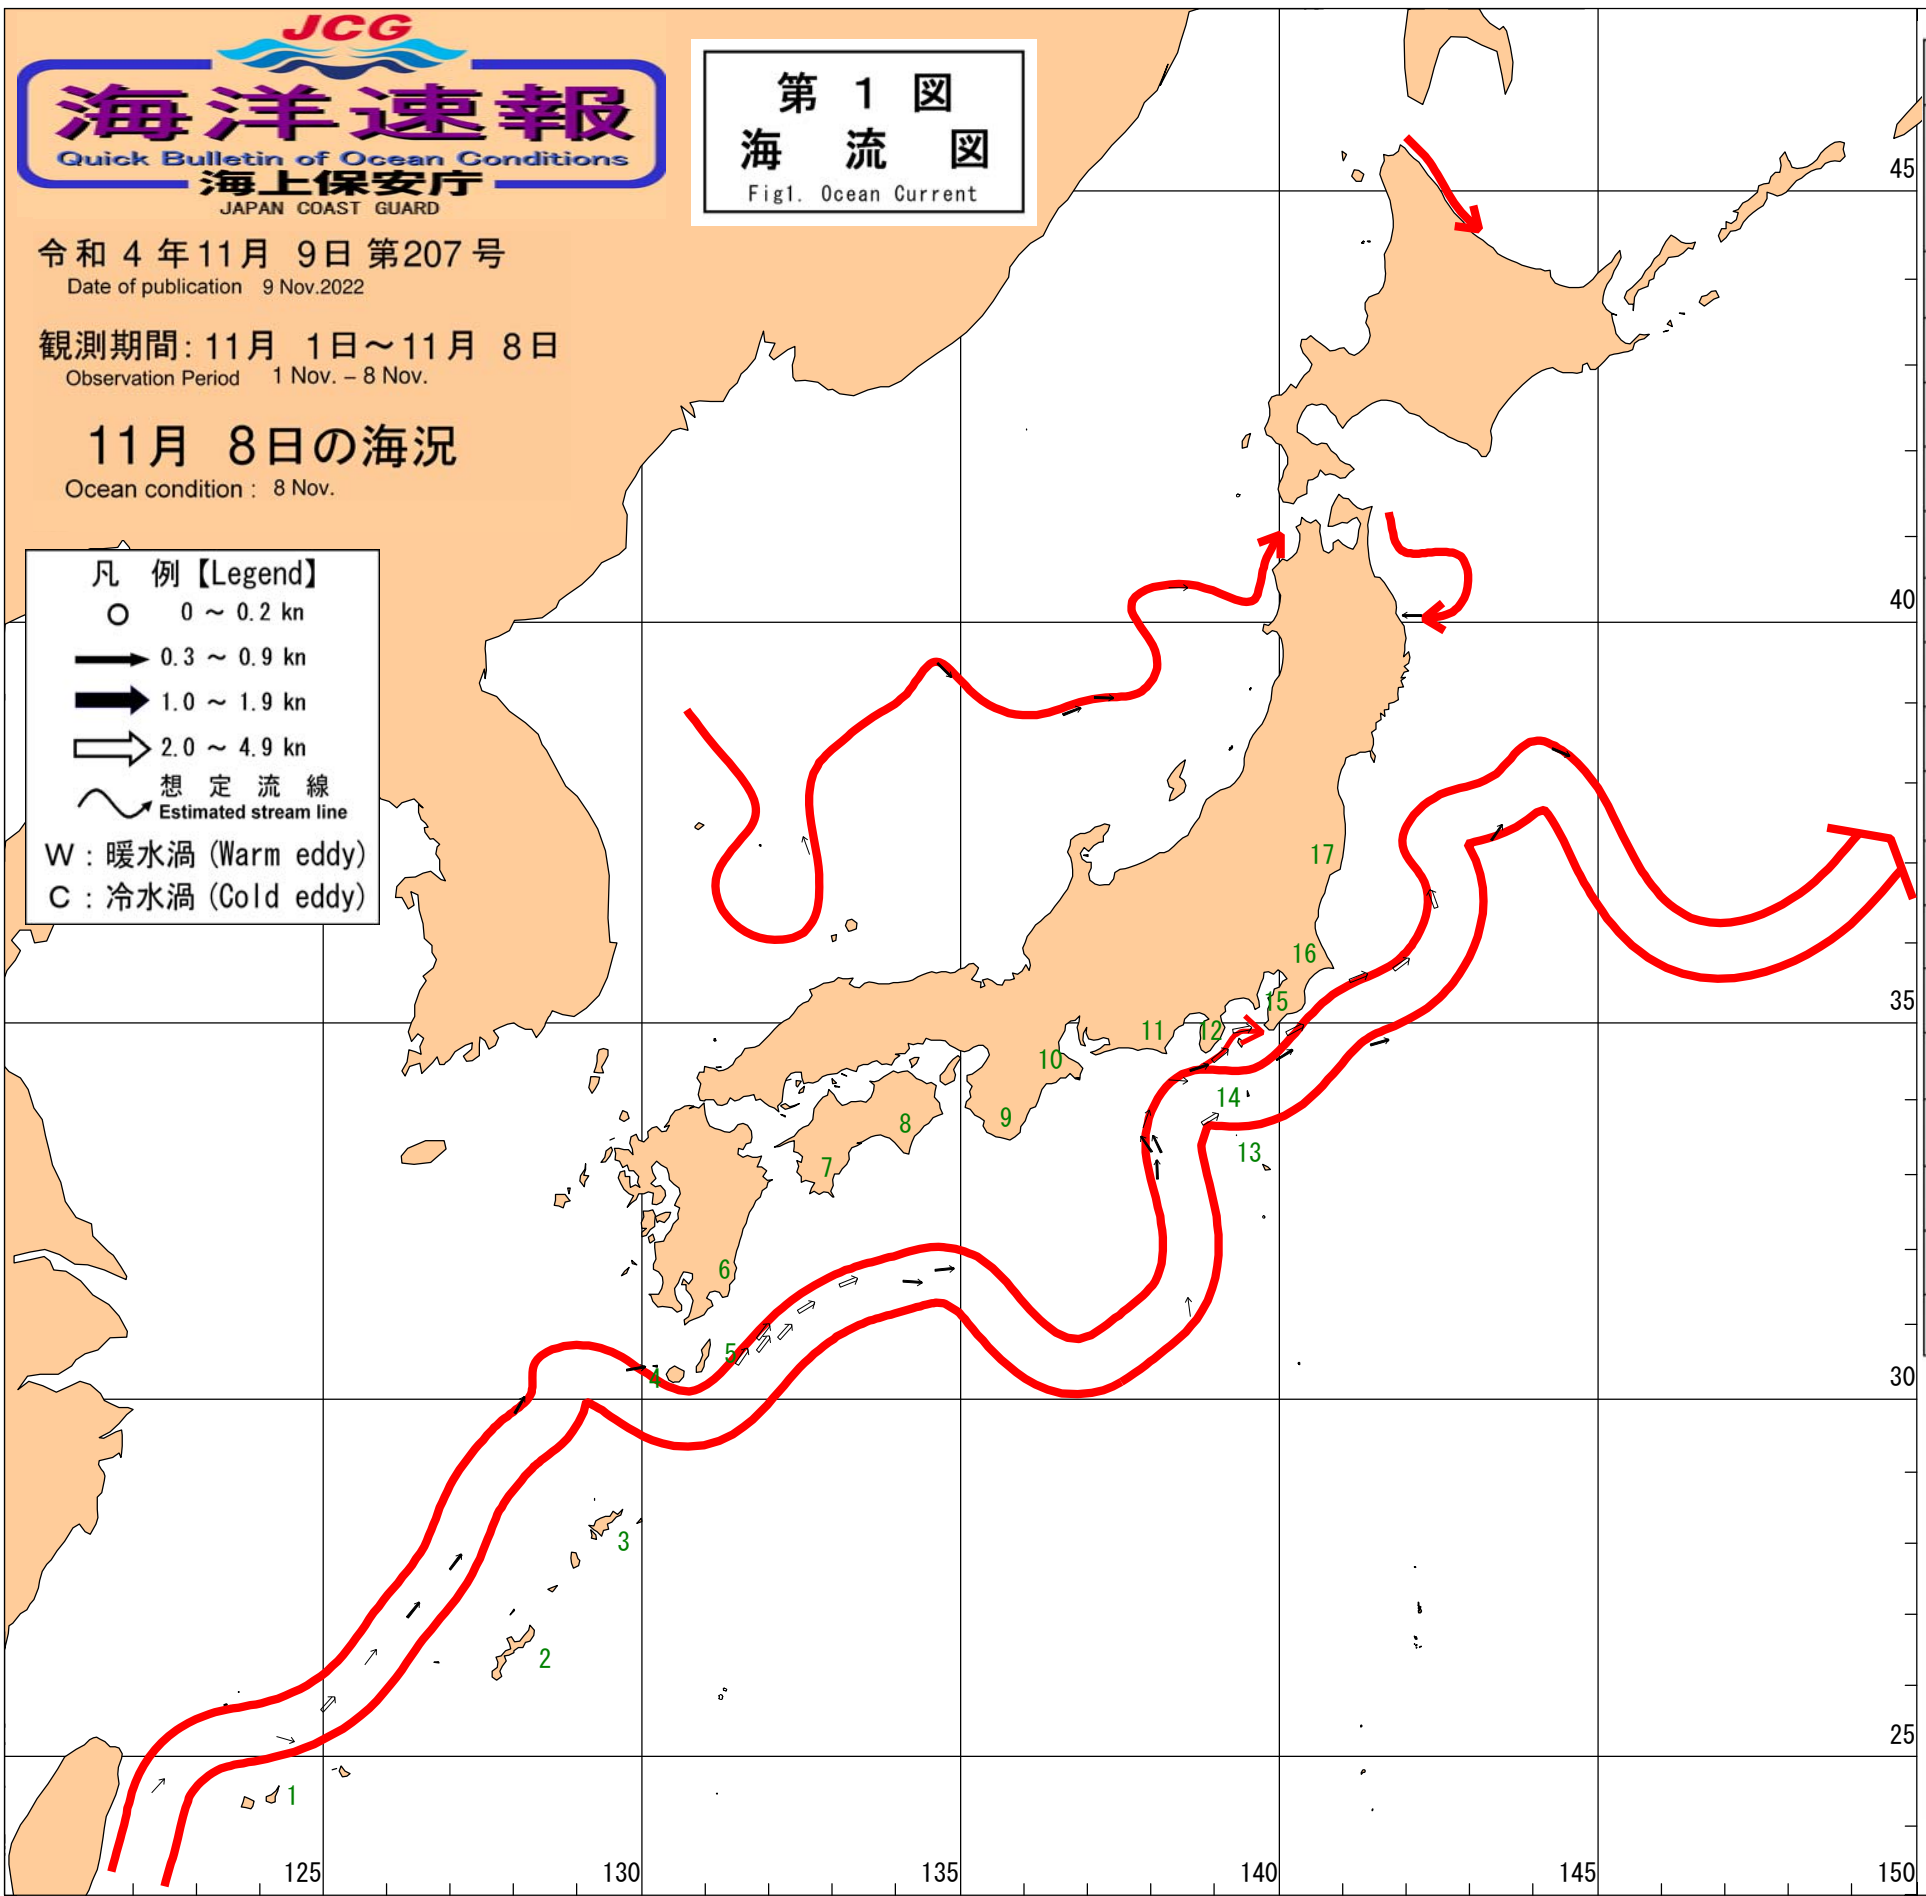 JCG
海洋速報
Quick Bulletin of Ocean Conditions
海上保安庁
JAPAN COAST GUARD
令和 4 年11月 9日 第207 号
Date of publication 9 Nov.2022
観測期間: 11月 1日~11月 8日
Observation Period 1 Nov. – 8 Nov.
11月 8日の海況
Ocean condition : 8 Nov.
第 1 図
海 流 図
Fig1. Ocean Current
凡 例【Legend】
0 ~ 0.2 kn
0.3 ~ 0.9 kn
1.0 ~ 1.9 kn
2.0 ~ 4.9 kn
想 定 流 線
Estimated stream line
W : 暖水渦 (Warm eddy)
C : 冷水渦 (Cold eddy)
45
40
17
16
35
15
12
11
10
14
9
8
13
7
6
5
4
30
3
2
25
1
125
130
135
140
145
150